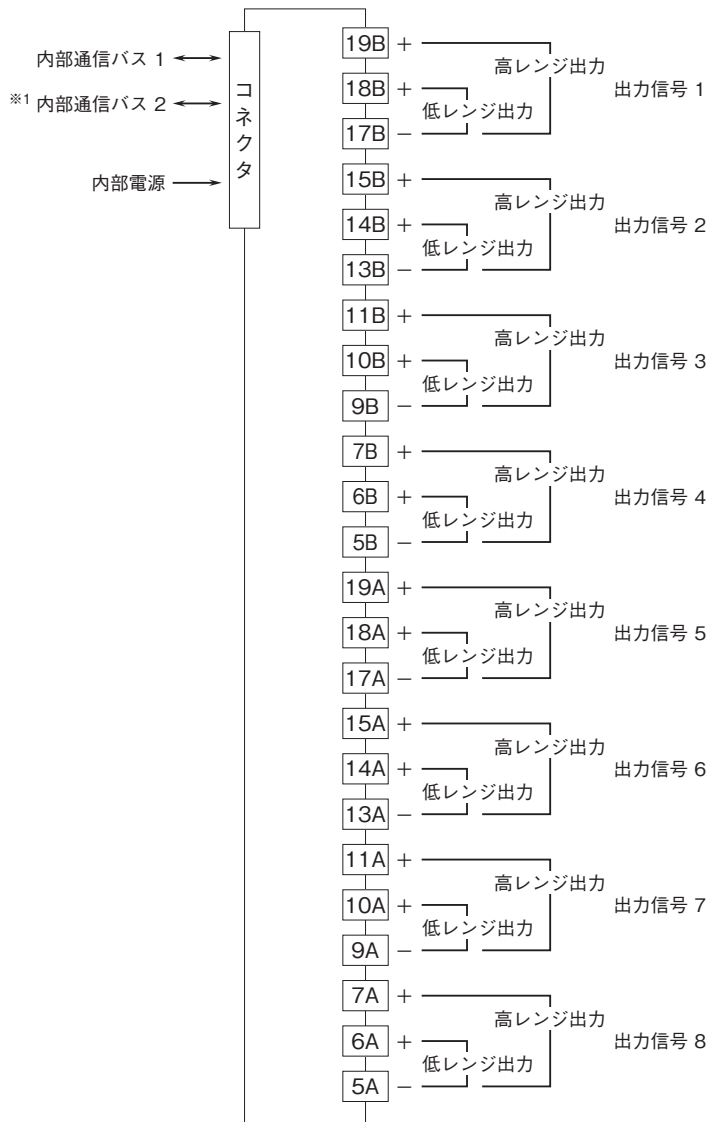 内部通信バス 1
※1 内部通信バス 2
内部電源
コネクタ
19B +
高レンジ出力
18B +
低レンジ出力
出力信号 1
17B −
15B +
高レンジ出力
14B +
低レンジ出力
出力信号 2
13B −
11B +
高レンジ出力
10B +
低レンジ出力
出力信号 3
9B −
7B +
高レンジ出力
6B +
低レンジ出力
出力信号 4
5B −
19A +
高レンジ出力
18A +
低レンジ出力
出力信号 5
17A −
15A +
高レンジ出力
14A +
低レンジ出力
出力信号 6
13A −
11A +
高レンジ出力
10A +
低レンジ出力
出力信号 7
9A −
7A +
高レンジ出力
6A +
低レンジ出力
出力信号 8
5A −